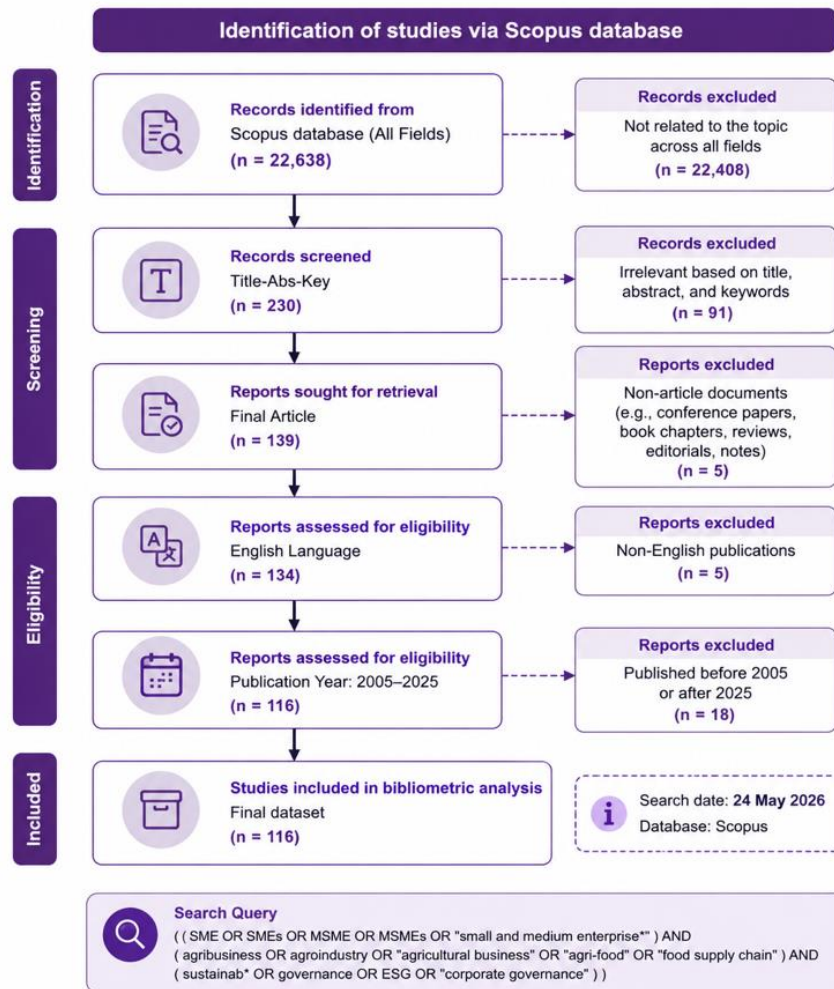 Identification of studies via Scopus database
Identification
Records identified from
Scopus database (All Fields)
(n = 22,638)
Records excluded
Not related to the topic
across all fields
(n = 22,408)
Screening
Records screened
Title-Abs-Key
(n = 230)
Records excluded
Irrelevant based on title,
abstract, and keywords
(n = 91)
Reports sought for retrieval
Final Article
(n = 139)
Reports excluded
Non-article documents
(e.g., conference papers,
book chapters, reviews,
editorials, notes)
(n = 5)
Eligibility
Reports assessed for eligibility
English Language
(n = 134)
Reports excluded
Non-English publications
(n = 5)
Reports assessed for eligibility
Publication Year: 2005–2025
(n = 116)
Reports excluded
Published before 2005
or after 2025
(n = 18)
Included
Studies included in bibliometric analysis
Final dataset
(n = 116)
Search date: 24 May 2026
Database: Scopus
Search Query
( ( SME OR SMEs OR MSME OR MSMEs OR "small and medium enterprise*" ) AND
( agribusiness OR agroindustry OR "agricultural business" OR "agri-food" OR "food supply chain" ) AND
( sustainab* OR governance OR ESG OR "corporate governance" ) )